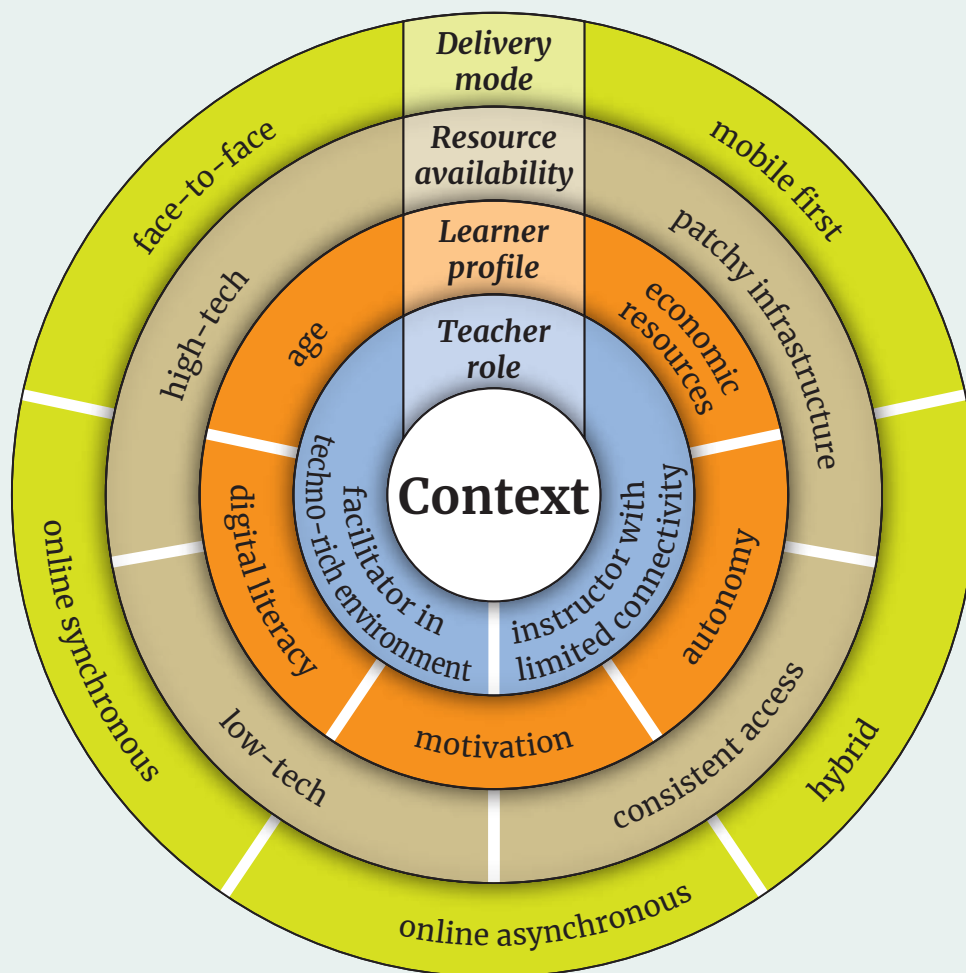 Delivery
mode
face-to-face
online synchronous
online asynchronous
hybrid
mobile first
Resource
availability
high-tech
low-tech
consistent access
patchy infrastructure
Learner
profile
age
digital literacy
motivation
autonomy
economic
resources
Teacher
role
facilitator in
techno-rich environment
instructor with
limited connectivity
Context